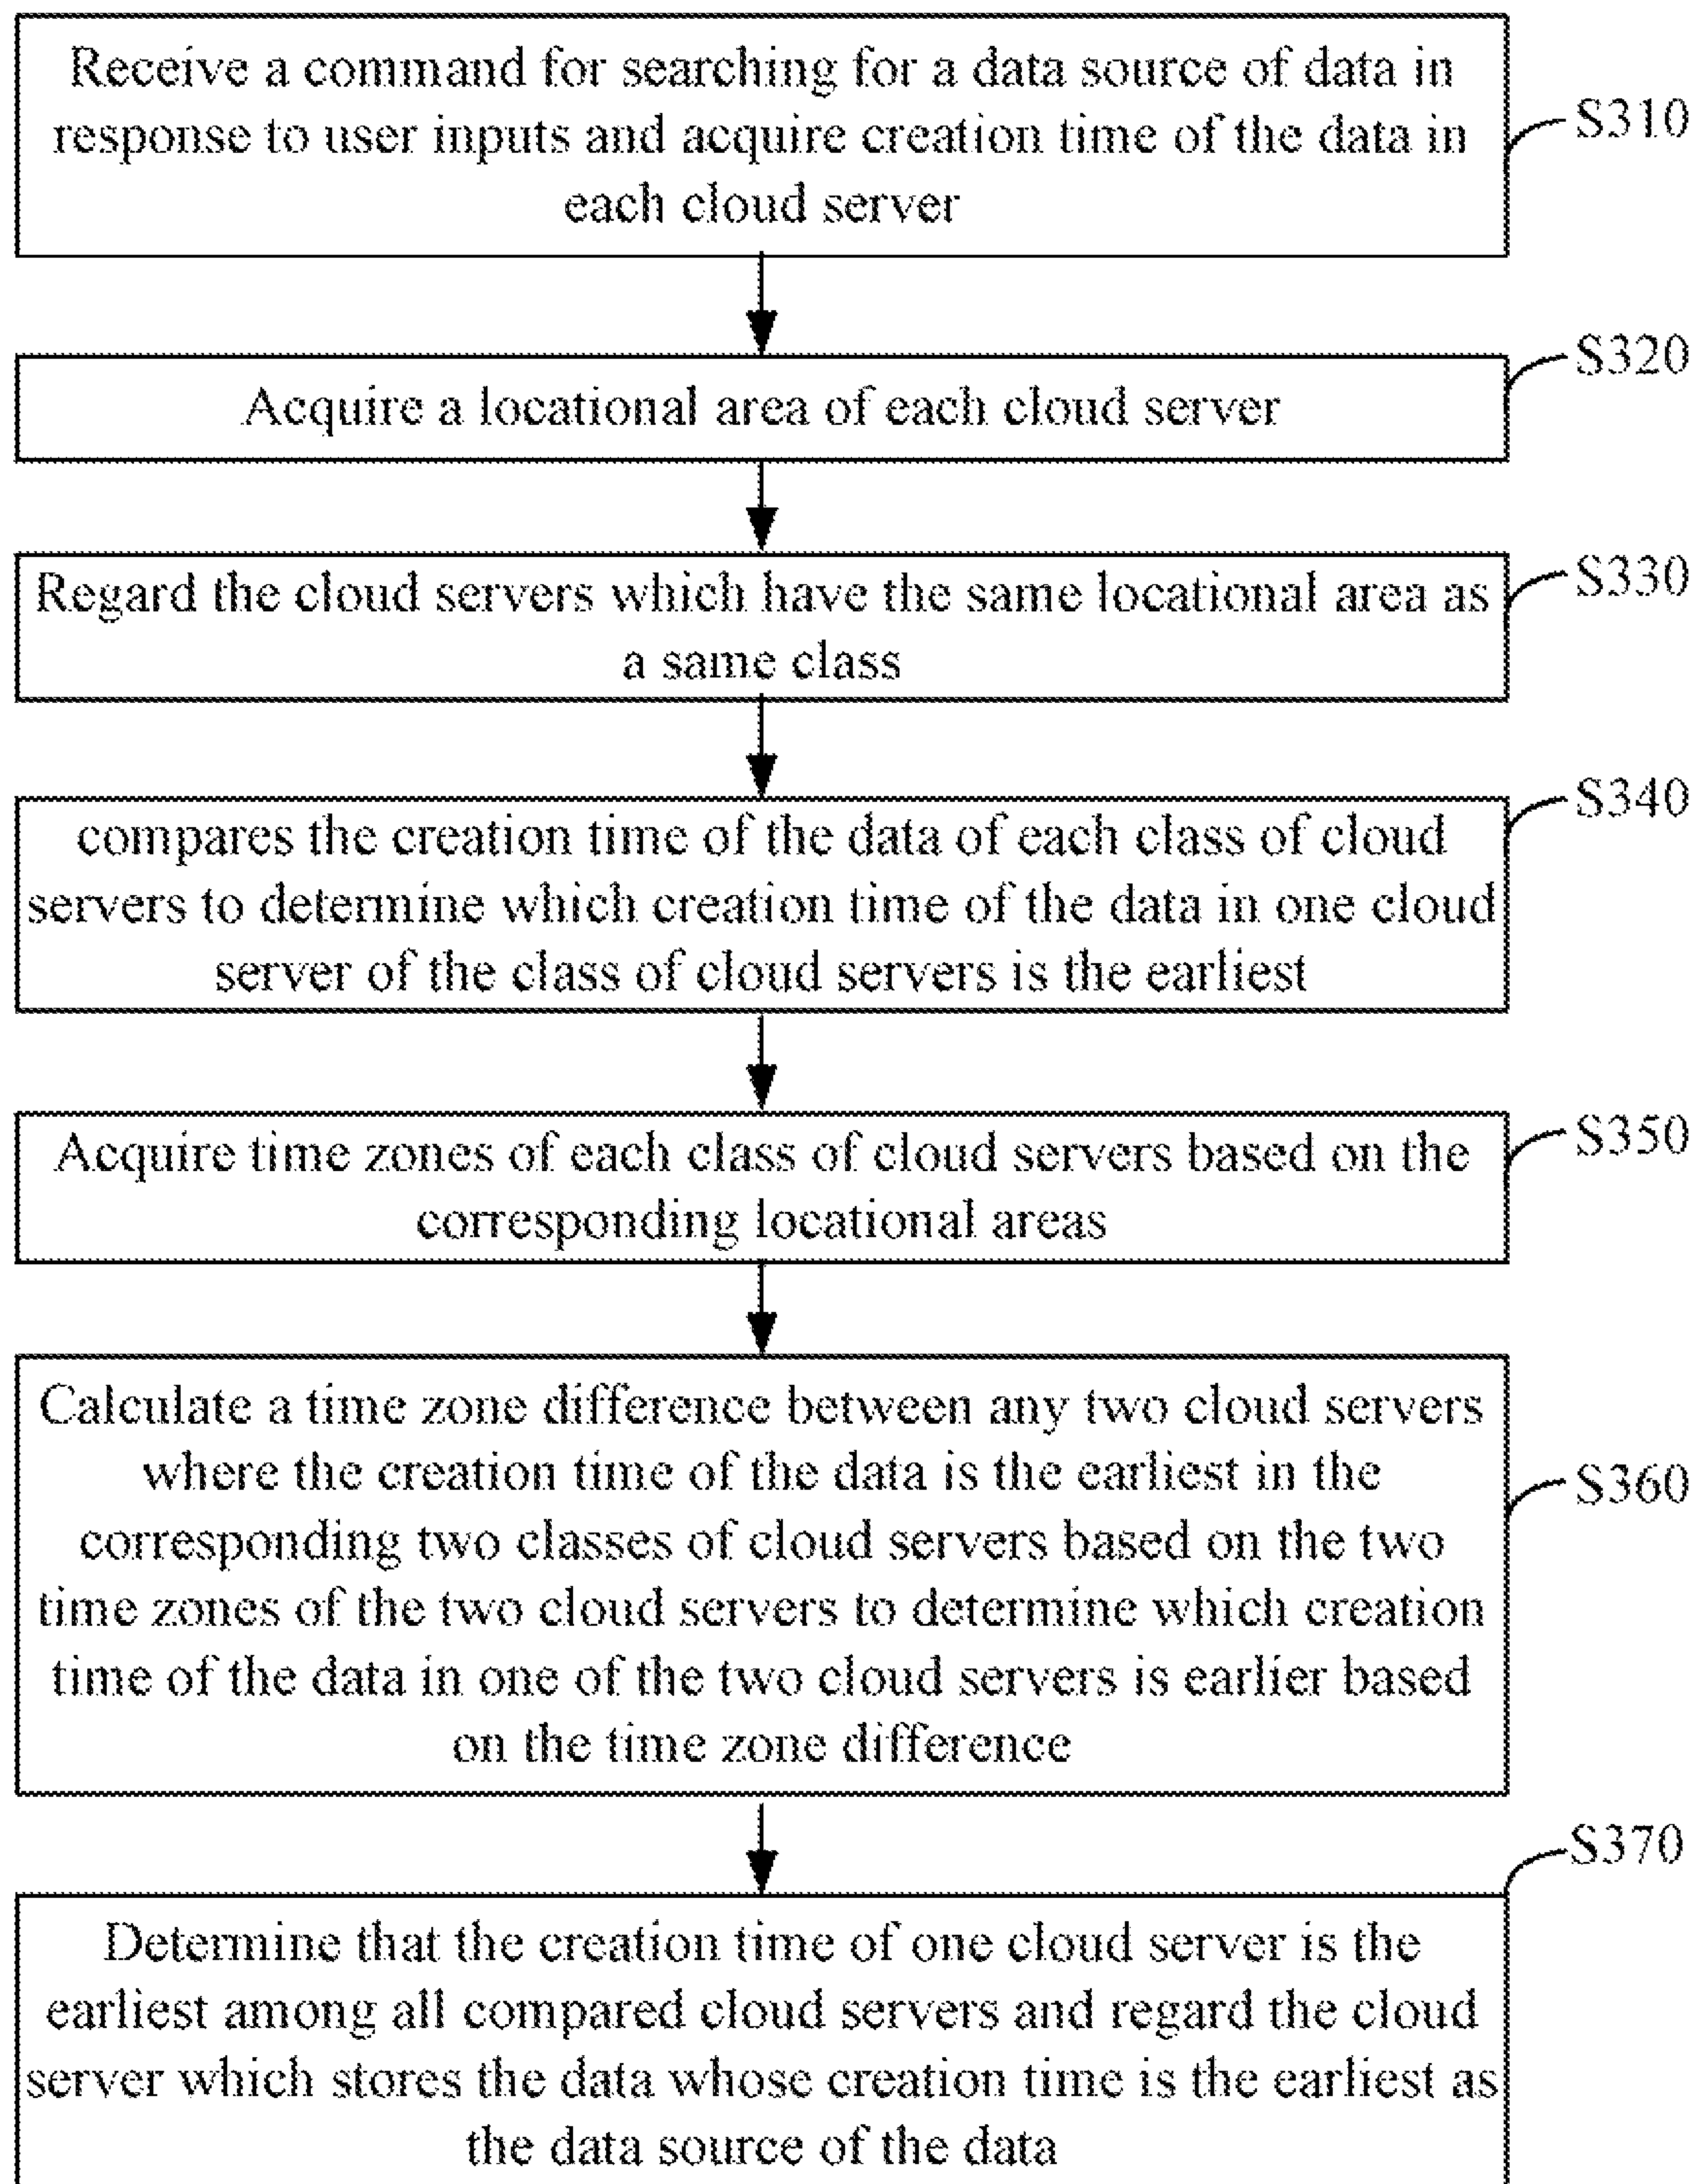 Receive a command for searching for a data source of data in
response to user inputs and acquire creation time of the data in
each cloud server
S310
Acquire a locational area of each cloud server
S320
Regard the cloud servers which have the same locational area as
a same class
S330
compares the creation time of the data of each class of cloud
servers to determine which creation time of the data in one cloud
server of the class of cloud servers is the earliest
S340
Acquire time zones of each class of cloud servers based on the
corresponding locational areas
S350
Calculate a time zone difference between any two cloud servers
where the creation time of the data is the earliest in the
corresponding two classes of cloud servers based on the two
time zones of the two cloud servers to determine which creation
time of the data in one of the two cloud servers is earlier based
on the time zone difference
S360
Determine that the creation time of one cloud server is the
earliest among all compared cloud servers and regard the cloud
server which stores the data whose creation time is the earliest as
the data source of the data
S370